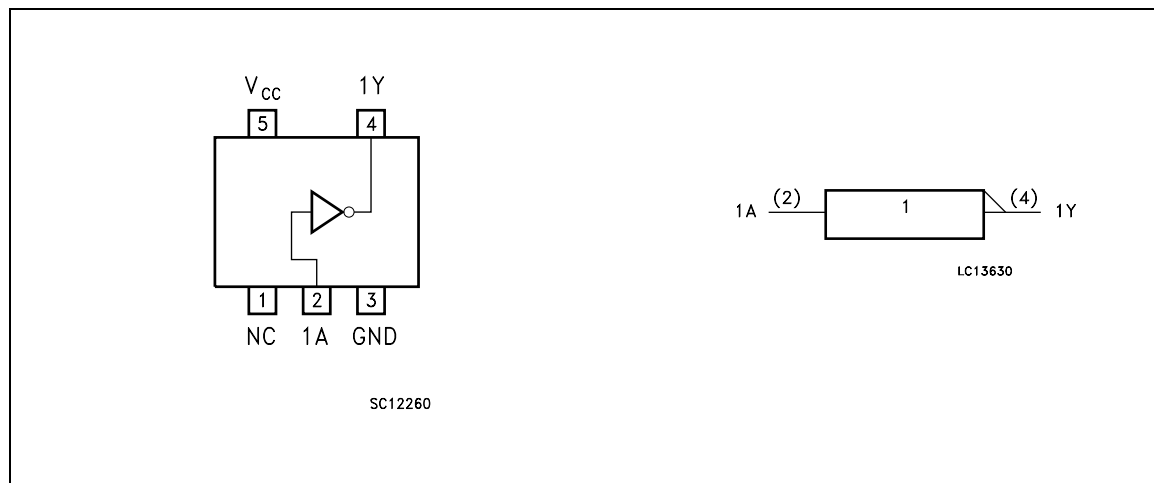 VCC 1Y
5 4
1 2 3
NC 1A GND
SC12260
1A (2) 1 (4) 1Y
LC13630